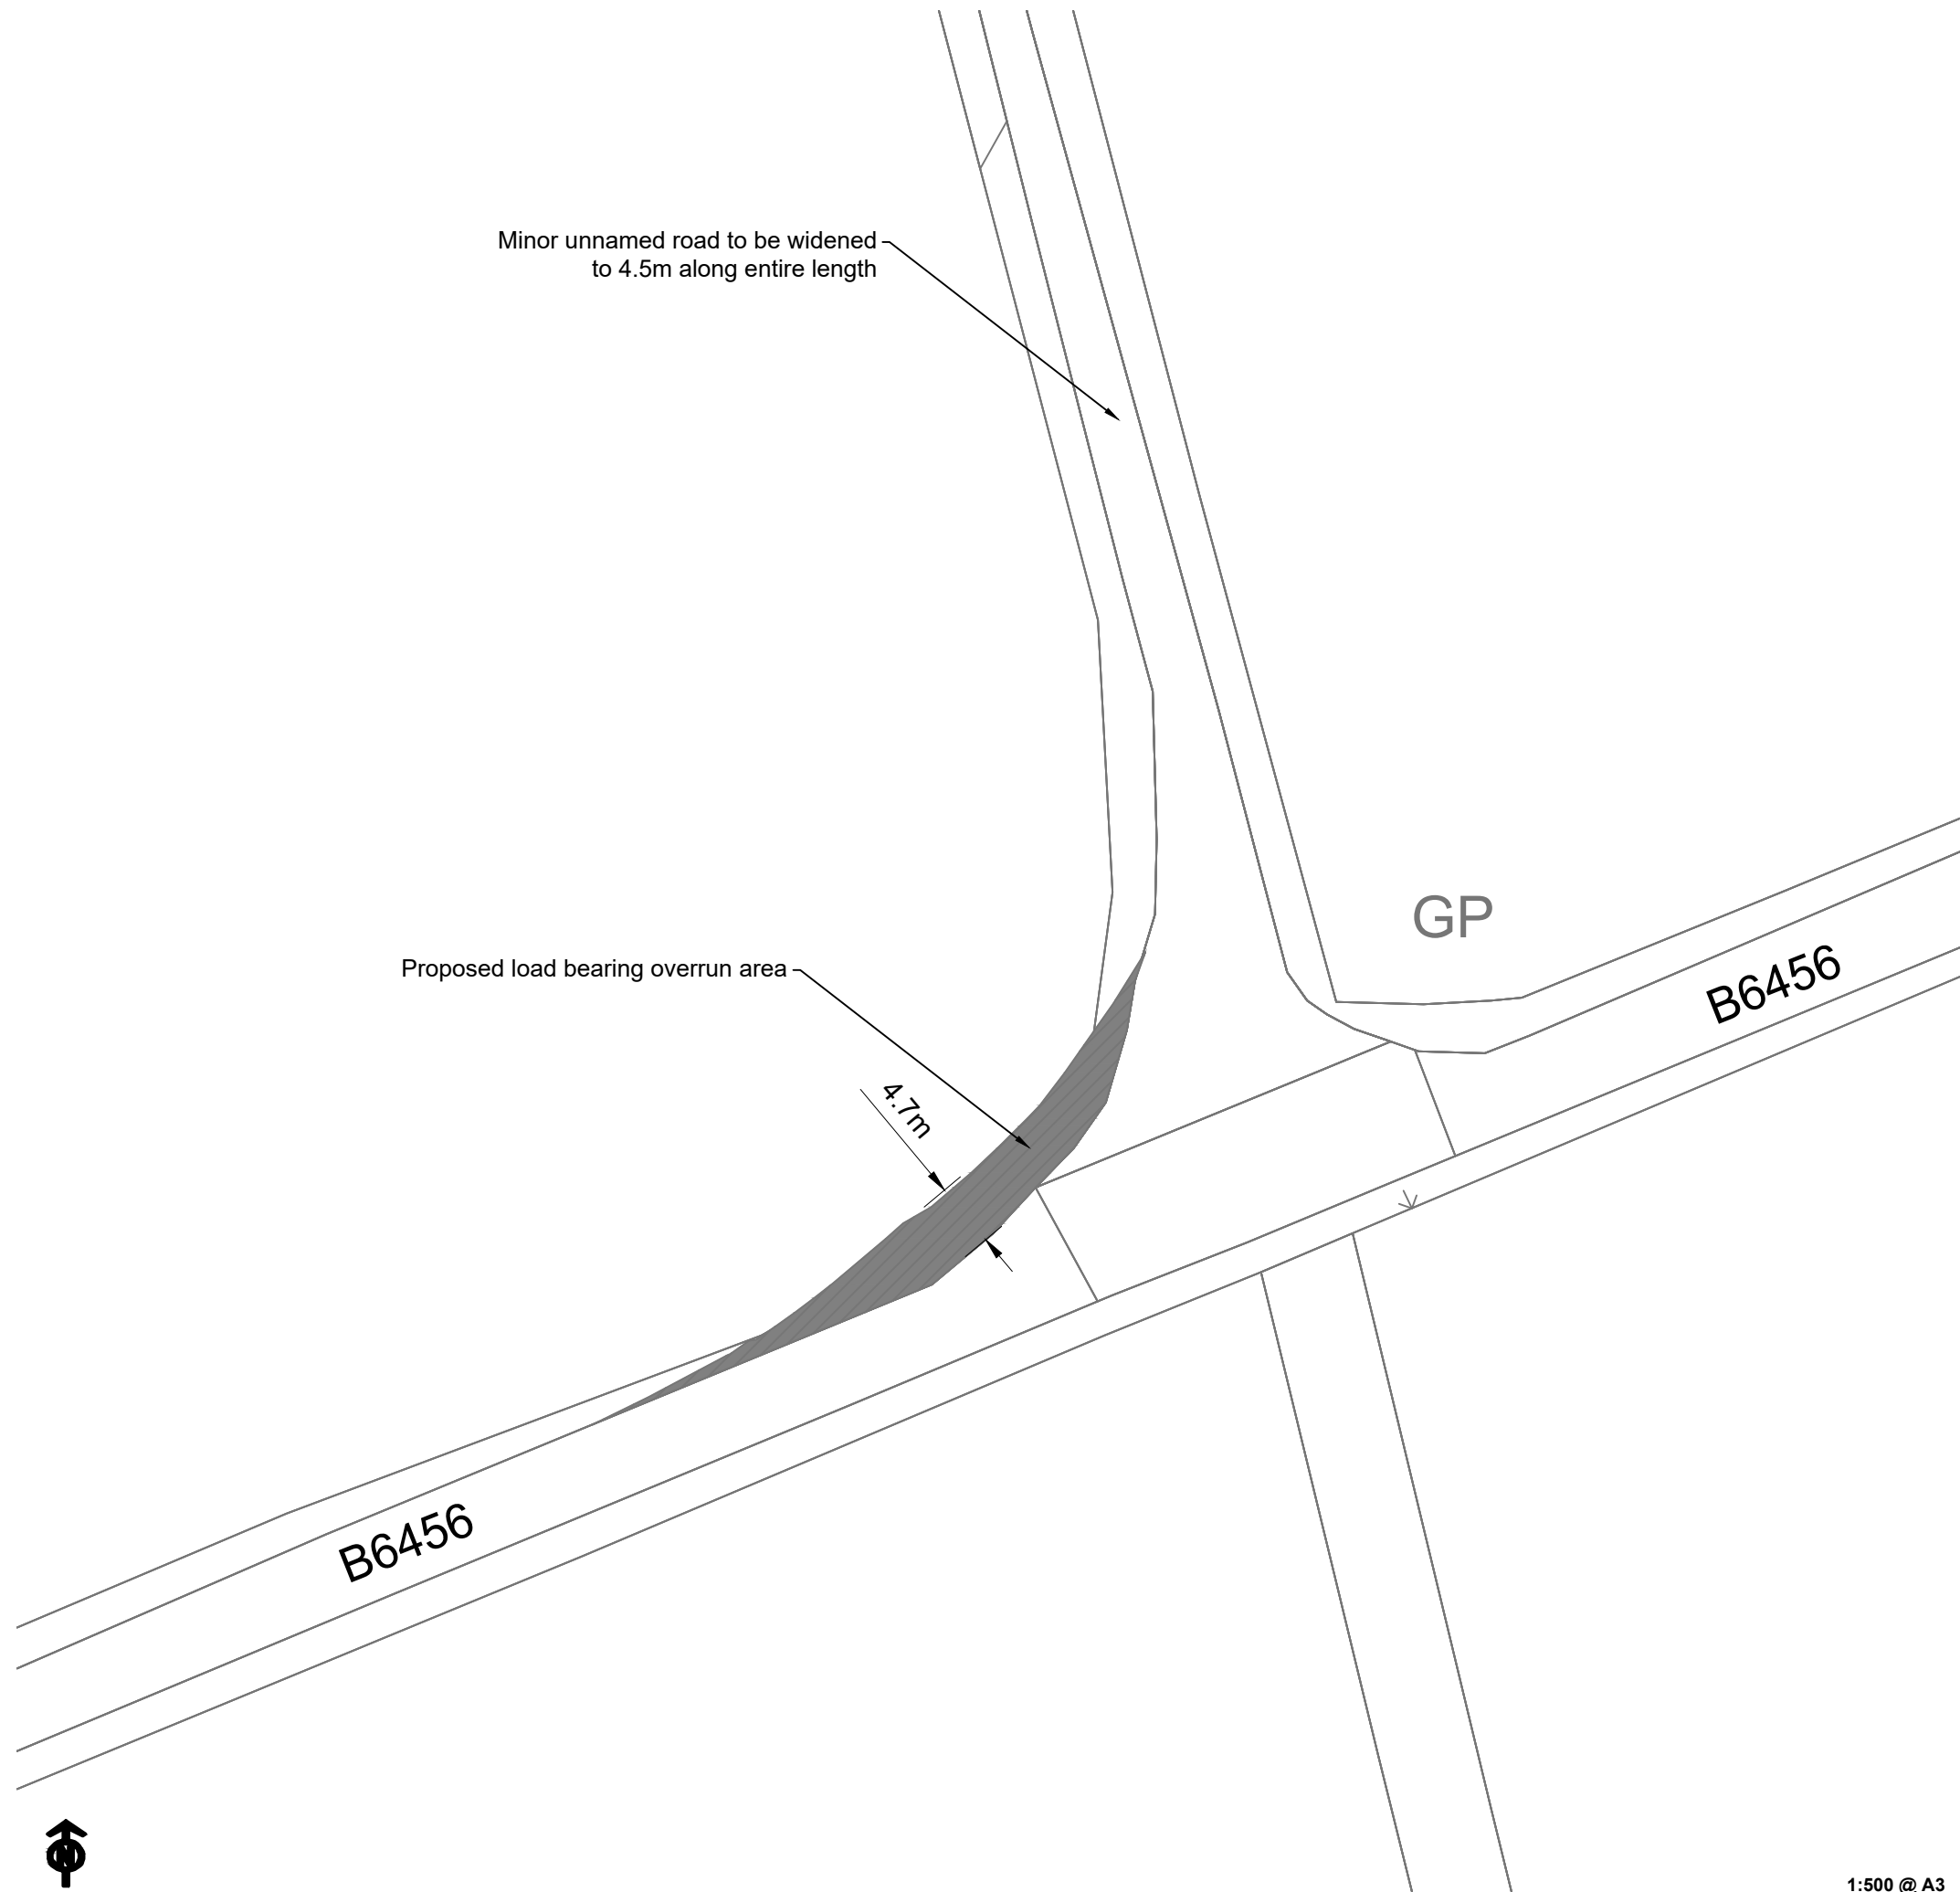 Minor unnamed road to be widened
to 4.5m along entire length
GP
B6456
Proposed load bearing overrun area
4.7m
B6456
N
1:500 @ A3